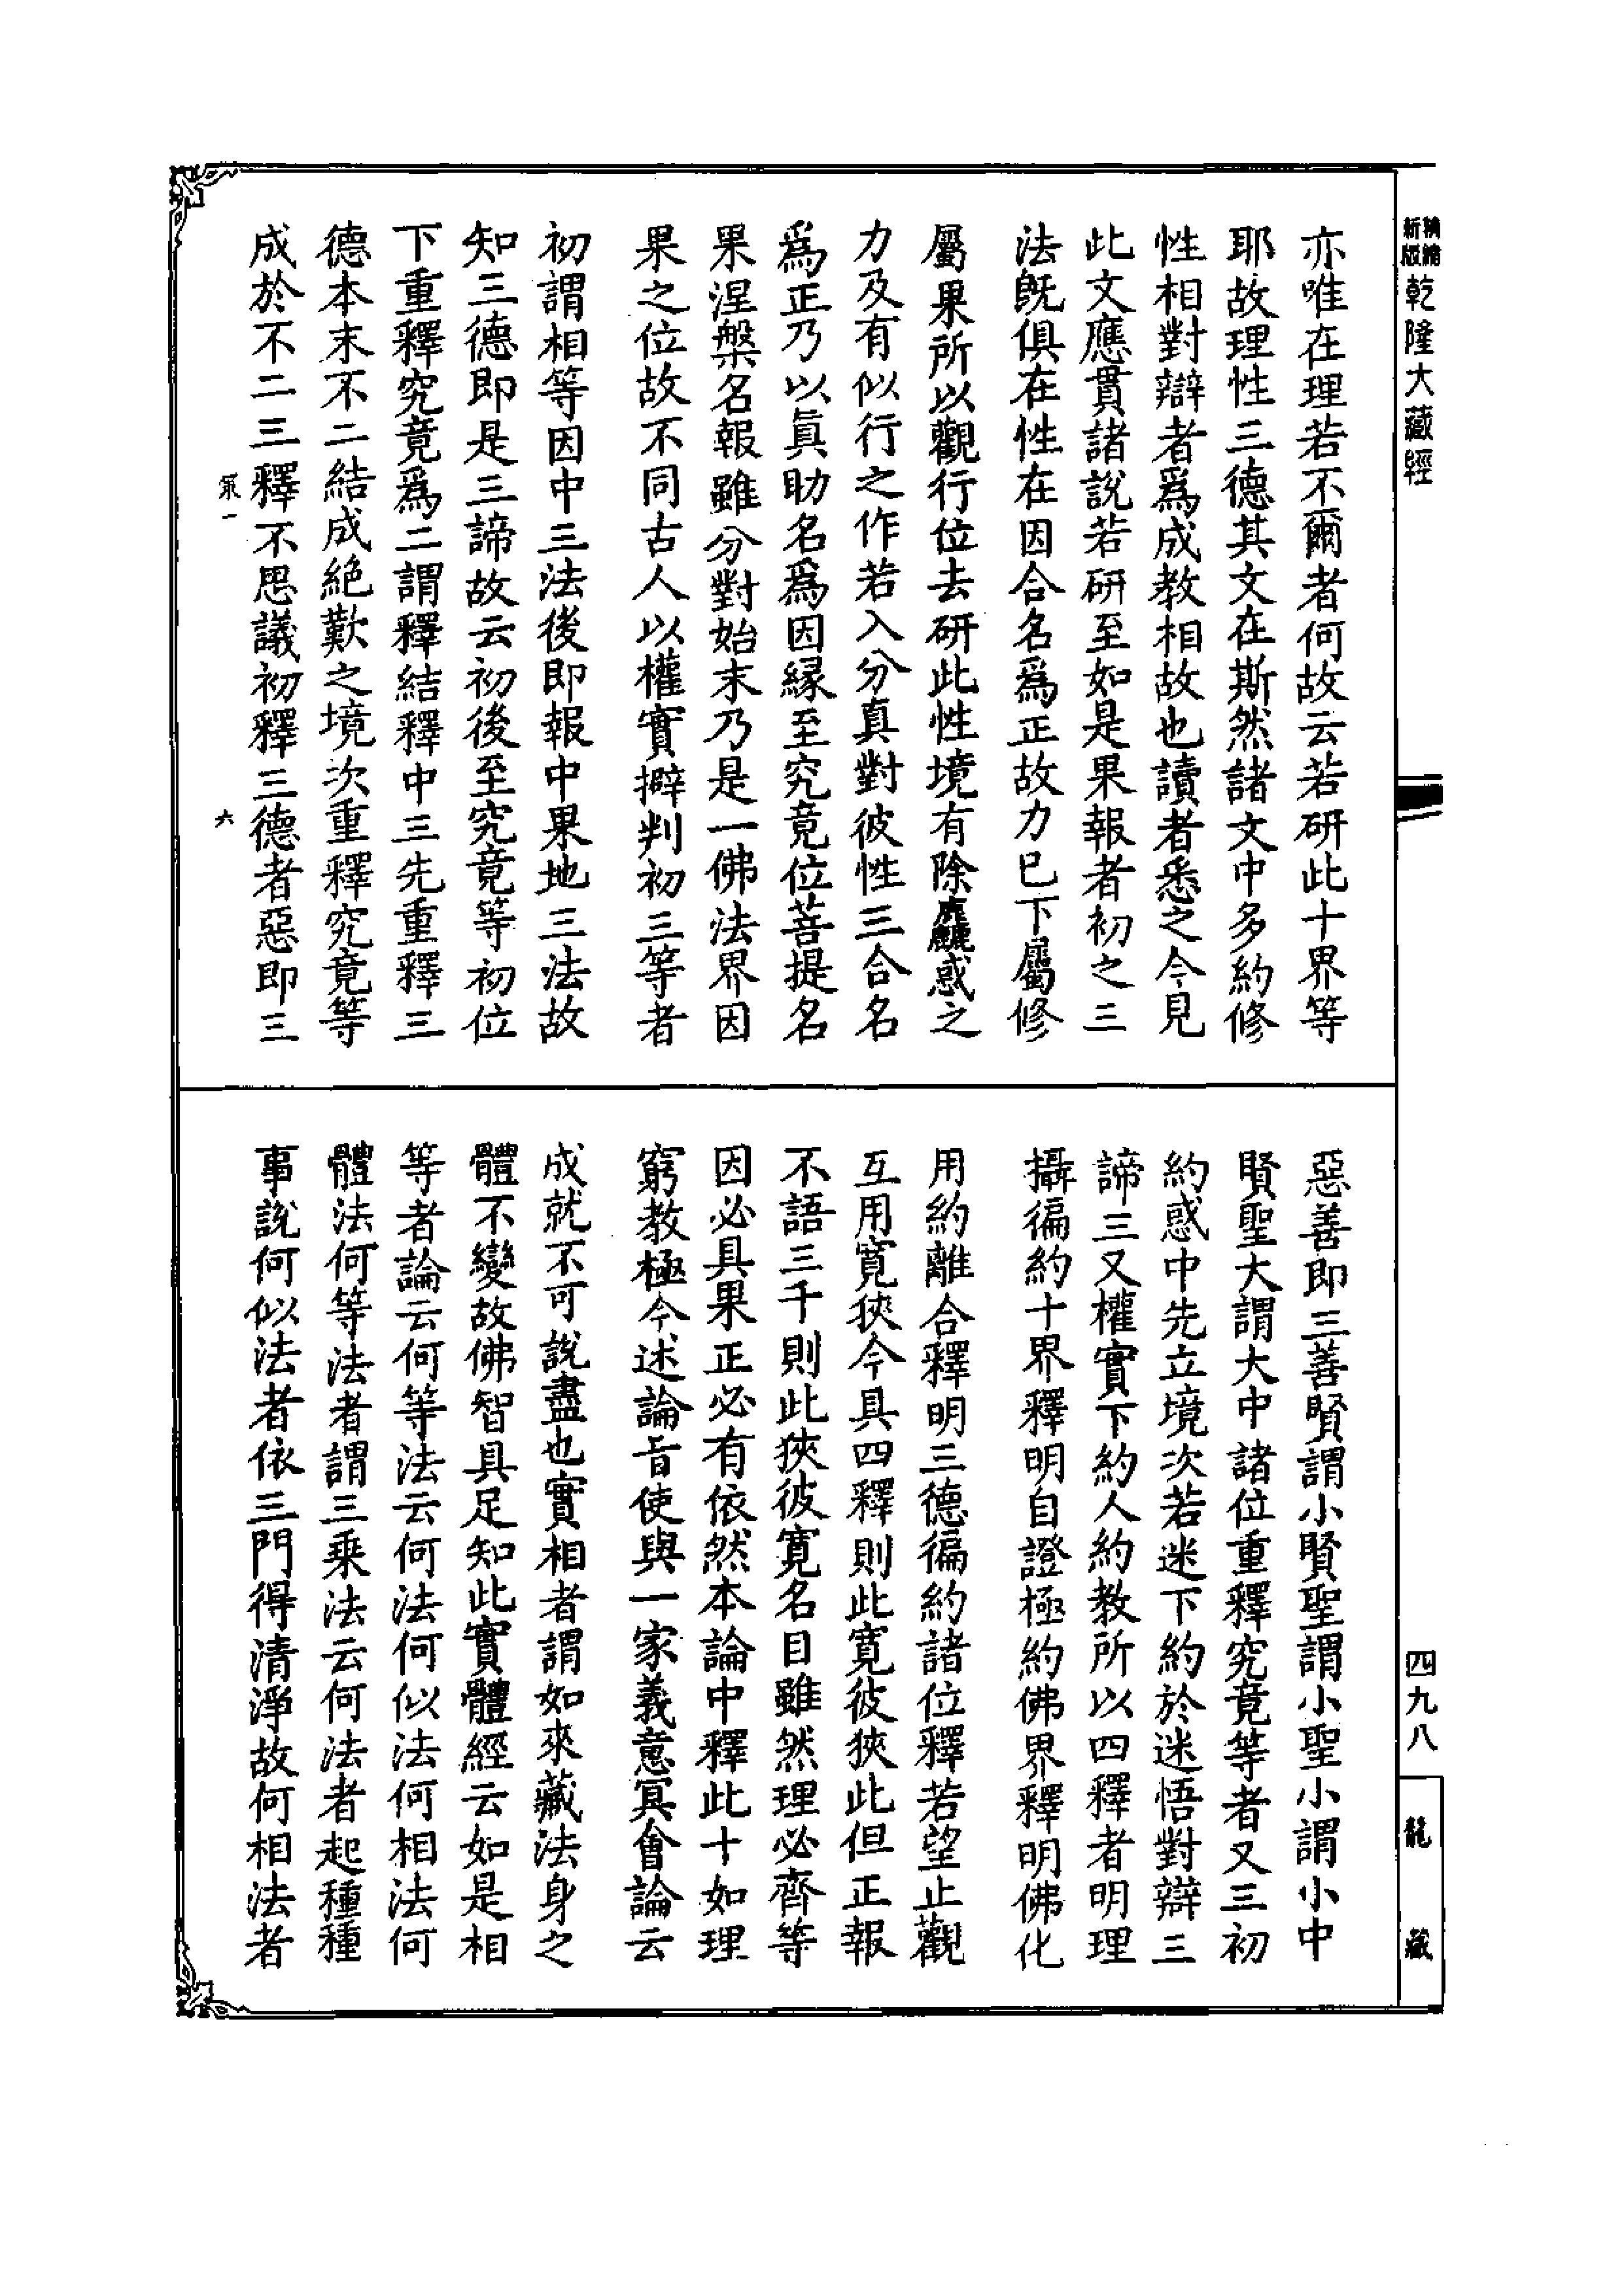 新版精縮乾隆大藏經
四九八
龍藏
亦唯在理若不爾者何故云若研此十界等
耶故理性三德其文在斯然諸文中多約修
性相對辯者爲成教相故也讀者悉之今見
此文應貫諸說若研至如是果報者初之三
法旣俱在性在因合名爲正故力巳下屬修
屬果所以觀行位去研此性境有除麤惑之
力及有似行之作若入分真對彼性三合名
爲正乃以眞助名爲因緣至究竟位菩提名
果涅槃名報雖分對始末乃是一佛法界因
果之位故不同古人以權實擗判初三等者
初謂相等因中三法後即報中果地三法故
知三德即是三諦故云初後至究竟等初位
下重釋究竟爲二謂釋結釋中三先重釋三
德本末不二結成絶歎之境次重釋究竟等
成於不二三釋不思議初釋三德者惡即三
策一
六
惡善即三善賢謂小賢聖謂小聖小謂小中
賢聖大謂大中諸位重釋究竟等者又三初
約惑中先立境次若迷下約於迷悟對辯三
諦三又權實下約人約教所以四釋者明理
攝徧約十界釋明自證極約佛界釋明佛化
用約離合釋明三德徧約諸位釋若望止觀
互用寛狹今具四釋則此寛彼狹此但正報
不語三千則此狹彼寛名目雖然理必齊等
因必具果正必有依然本論中釋此十如理
窮教極今述論旨使與一家義意冥會論云
成就不可說盡也實相者謂如來藏法身之
體不變故佛智具足知此實體經云如是相
等者論云何等法云何法何似法何相法何
體法何等法者謂三乘法云何法者起種種
事說何似法者依三門得清淨故何相法者